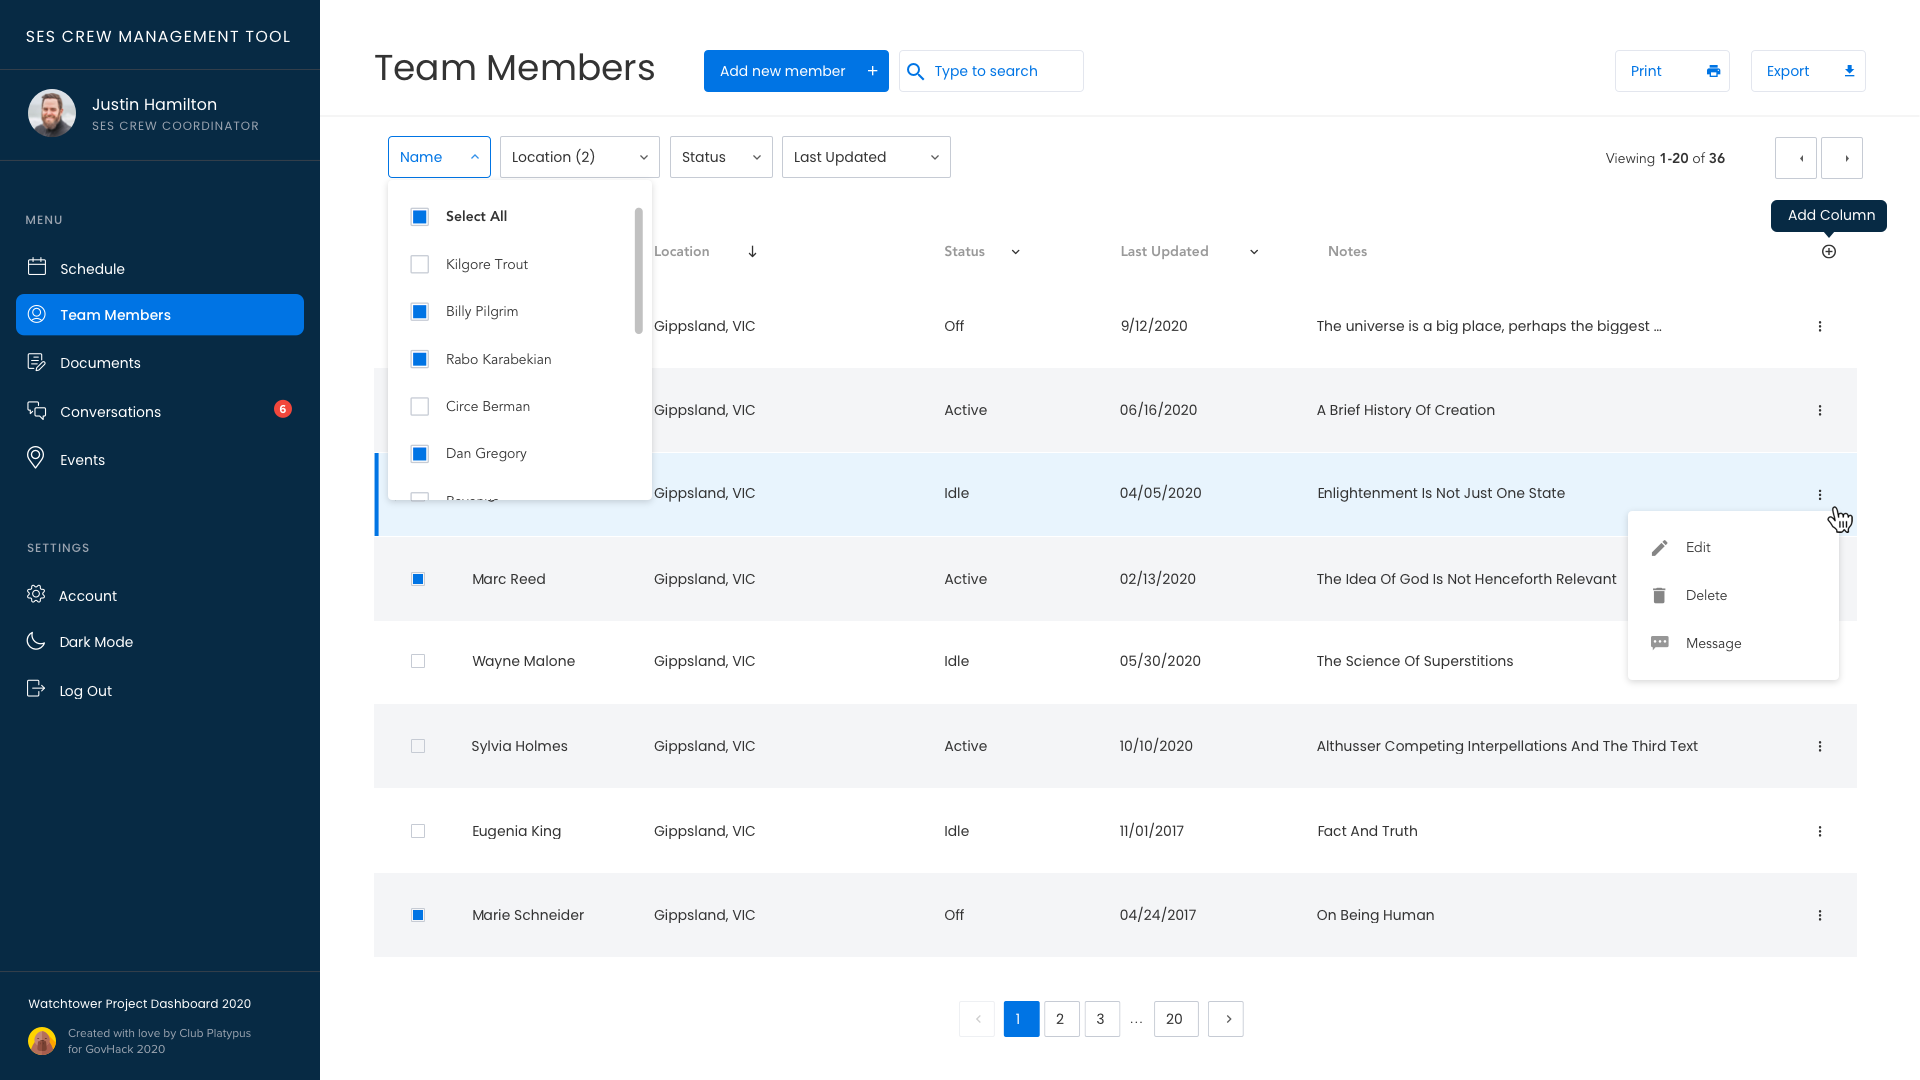 SES CREW MANAGEMENT TOOL
Justin Hamilton
SES CREW COORDINATOR
MENU
Schedule
Team Members
Documents
Conversations 6
Events
SETTINGS
Account
Dark Mode
Log Out
Watchtower Project Dashboard 2020
Created with love by Club Platypus
for GovHack 2020
Team Members
Add new member +
Type to search
Print
Export
Name
Location (2)
Status
Last Updated
Viewing 1-20 of 36
Select All
Kilgore Trout
Billy Pilgrim
Rabo Karabekian
Circe Berman
Dan Gregory
Add Column
Location Status Last Updated Notes
Gippsland, VIC Off 9/12/2020 The universe is a big place, perhaps the biggest ...
Gippsland, VIC Active 06/16/2020 A Brief History Of Creation
Gippsland, VIC Idle 04/05/2020 Enlightenment Is Not Just One State
Marc Reed Gippsland, VIC Active 02/13/2020 The Idea Of God Is Not Henceforth Relevant
Wayne Malone Gippsland, VIC Idle 05/30/2020 The Science Of Superstitions
Sylvia Holmes Gippsland, VIC Active 10/10/2020 Althusser Competing Interpellations And The Third Text
Eugenia King Gippsland, VIC Idle 11/01/2017 Fact And Truth
Marie Schneider Gippsland, VIC Off 04/24/2017 On Being Human
Edit
Delete
Message
1 2 3 ... 20